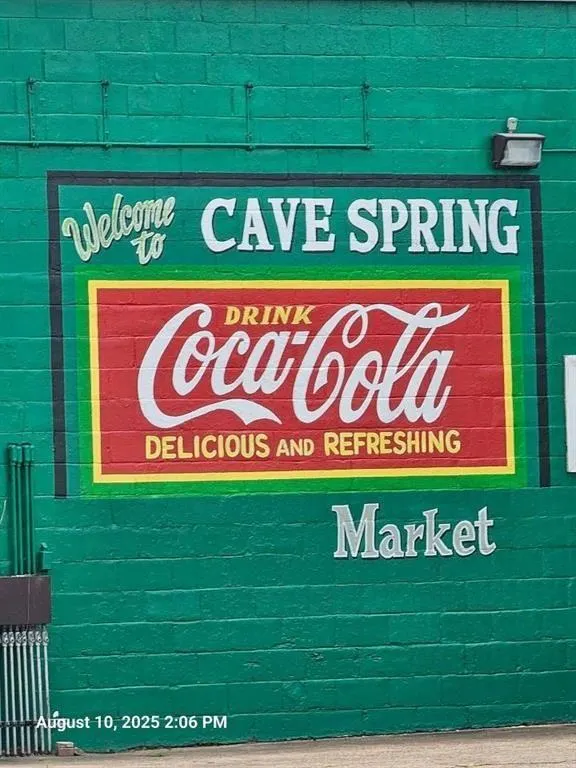 Welcome
to
CAVE SPRING
DRINK
Coca-Cola
DELICIOUS AND REFRESHING
Market
August 10, 2025 2:06 PM